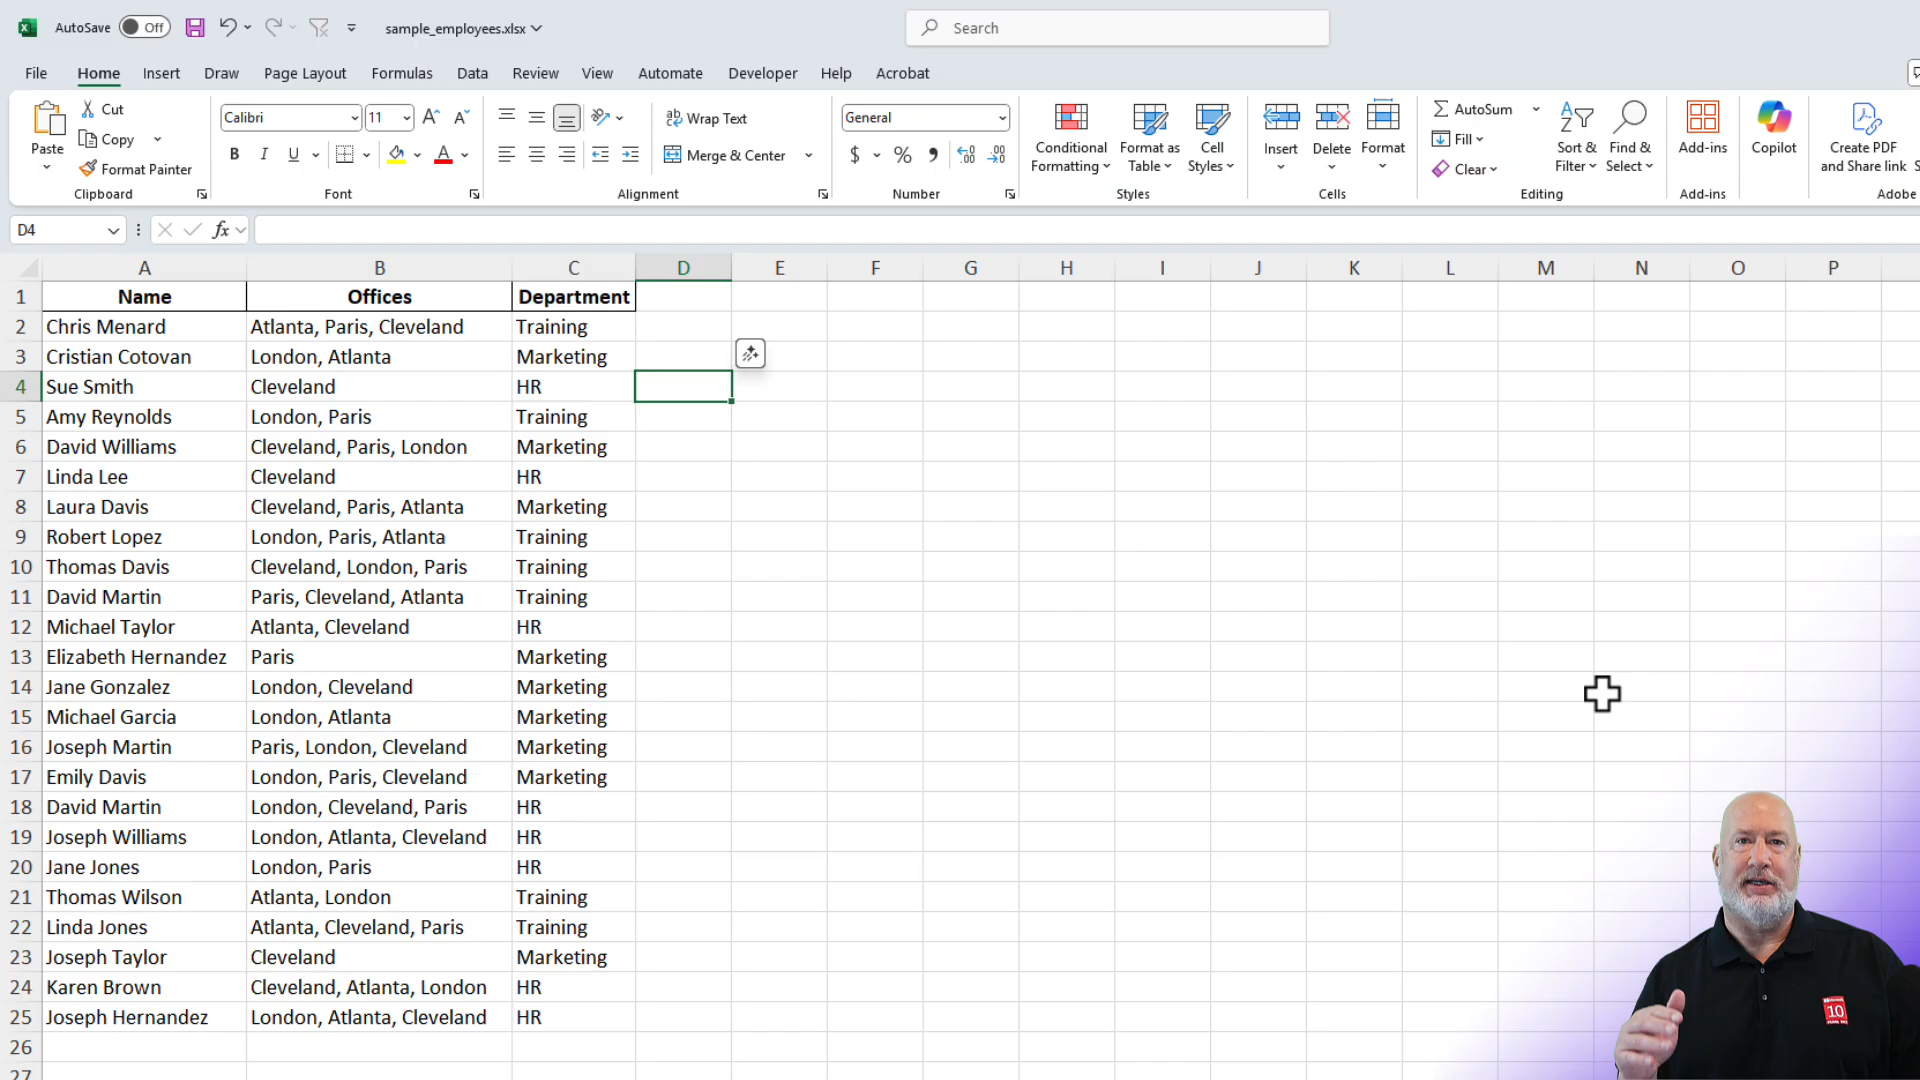 AutoSave Off sample_employees.xlsx Search
File Home Insert Draw Page Layout Formulas Data Review View Automate Developer Help Acrobat
Paste Cut Copy Format Painter Clipboard
Calibri 11 B I U A Font
Wrap Text Merge & Center Alignment
General $ % Number
Conditional Formatting Format as Table Cell Styles Styles
Insert Delete Format Cells
AutoSum Fill Clear Sort & Filter Find & Select Editing
Add-ins Add-ins
Copilot
Create PDF and Share link Adobe
D4 fx
A B C D E F G H I J K L M N O P
1 Name Offices Department
2 Chris Menard Atlanta, Paris, Cleveland Training
3 Cristian Cotovan London, Atlanta Marketing
4 Sue Smith Cleveland HR
5 Amy Reynolds London, Paris Training
6 David Williams Cleveland, Paris, London Marketing
7 Linda Lee Cleveland HR
8 Laura Davis Cleveland, Paris, Atlanta Marketing
9 Robert Lopez London, Paris, Atlanta Training
10 Thomas Davis Cleveland, London, Paris Training
11 David Martin Paris, Cleveland, Atlanta Training
12 Michael Taylor Atlanta, Cleveland HR
13 Elizabeth Hernandez Paris Marketing
14 Jane Gonzalez London, Cleveland Marketing
15 Michael Garcia London, Atlanta Marketing
16 Joseph Martin Paris, London, Cleveland Marketing
17 Emily Davis London, Paris, Cleveland Marketing
18 David Martin London, Cleveland, Paris HR
19 Joseph Williams London, Atlanta, Cleveland HR
20 Jane Jones London, Paris HR
21 Thomas Wilson Atlanta, London Training
22 Linda Jones Atlanta, Cleveland, Paris Training
23 Joseph Taylor Cleveland Marketing
24 Karen Brown Cleveland, Atlanta, London HR
25 Joseph Hernandez London, Atlanta, Cleveland HR
26
27
10